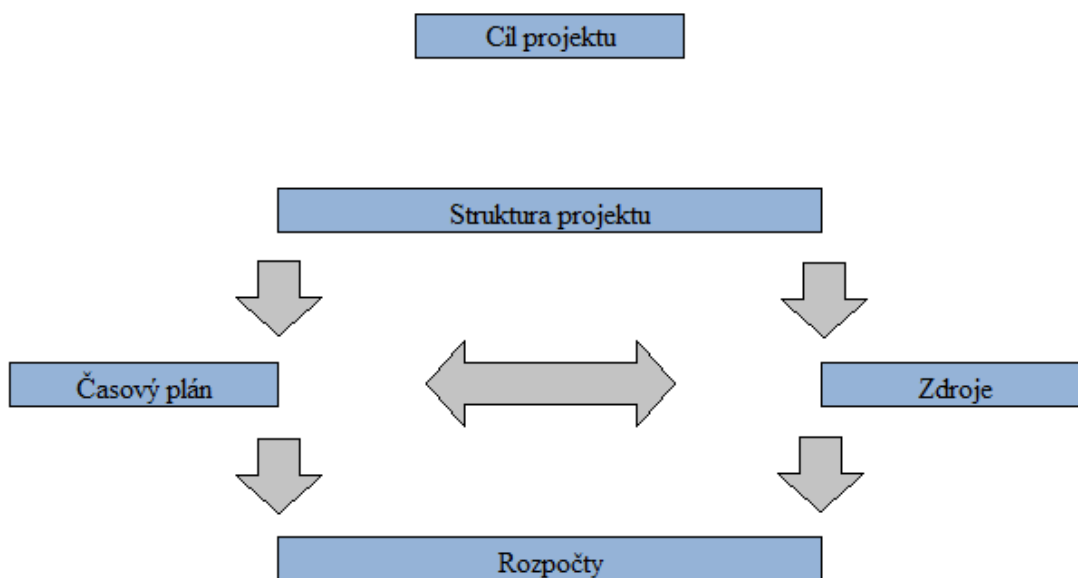 Cíl projektu
Struktura projektu
Časový plán
Zdroje
Rozpočty